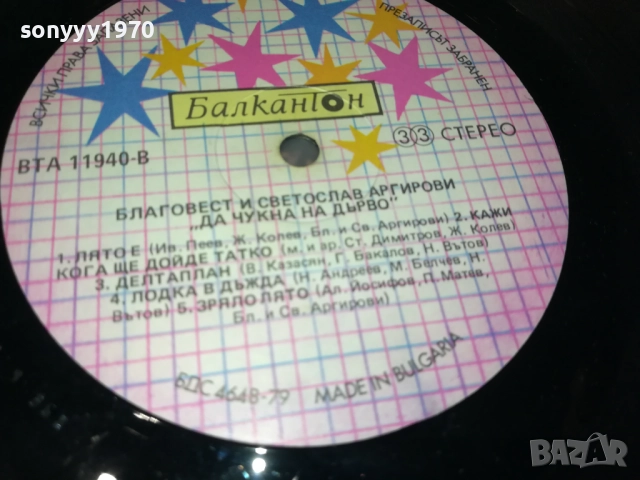 sonyyy1970
ВСИЧКИ ПРАВА
ПРЕЗАПИСЪТ ЗАБРАНЕН
Балкантон
ВТА 11940-В
33 СТЕРЕО
БЛАГОВЕСТ И СВЕТОСЛАВ АРГИРОВИ
„ДА ЧУКНА НА ДЪРВО"
1. ЛЯТО Е (Ив. Пеев, Ж. Колев, Бл. и Св. Аргирови) 2. КАЖИ
КОГА ЩЕ ДОЙДЕ ТАТКО (м. и ар. Ст. Димитров, Ж. Колев)
3. ДЕЛТАПЛАН (В. Казасян, Г. Бакалов, Н. Вътов)
4. ЛОДКА В ДЪЖДА (Н. Андреев, М. Белчев, Н.
Вътов) 5. ЗРЯЛО ЛЯТО (Ал. Йосифов, П. Матев,
Бл. и Св. Аргирови)
БДС 4648-79 MADE IN BULGARIA
BAZAR.bg